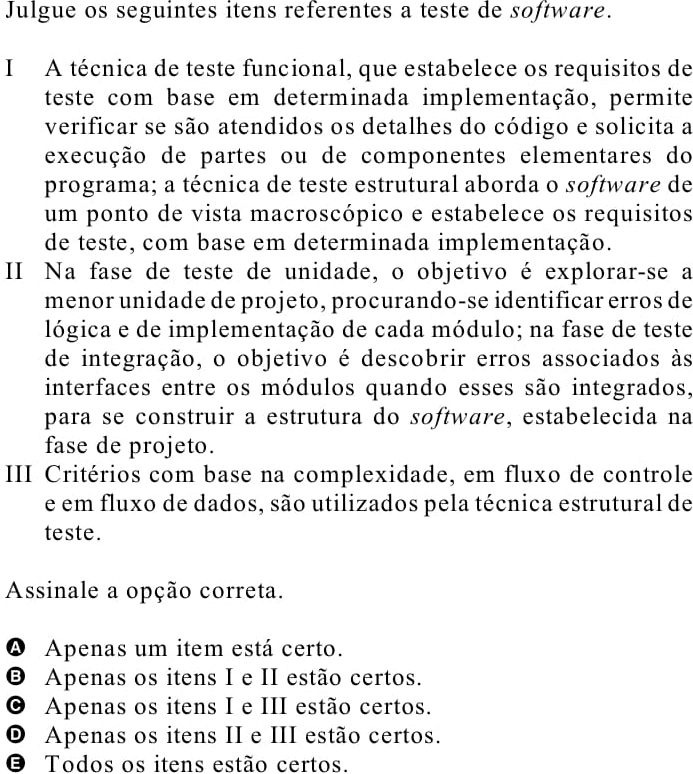 Julgue os seguintes itens referentes a teste de software.
I A técnica de teste funcional, que estabelece os requisitos de
teste com base em determinada implementação, permite
verificar se são atendidos os detalhes do código e solicita a
execução de partes ou de componentes elementares do
programa; a técnica de teste estrutural aborda o software de
um ponto de vista macroscópico e estabelece os requisitos
de teste, com base em determinada implementação.
II Na fase de teste de unidade, o objetivo é explorar-se a
menor unidade de projeto, procurando-se identificar erros de
lógica e de implementação de cada módulo; na fase de teste
de integração, o objetivo é descobrir erros associados às
interfaces entre os módulos quando esses são integrados,
para se construir a estrutura do software, estabelecida na
fase de projeto.
III Critérios com base na complexidade, em fluxo de controle
e em fluxo de dados, são utilizados pela técnica estrutural de
teste.
Assinale a opção correta.
A Apenas um item está certo.
B Apenas os itens I e II estão certos.
C Apenas os itens I e III estão certos.
D Apenas os itens II e III estão certos.
E Todos os itens estão certos.